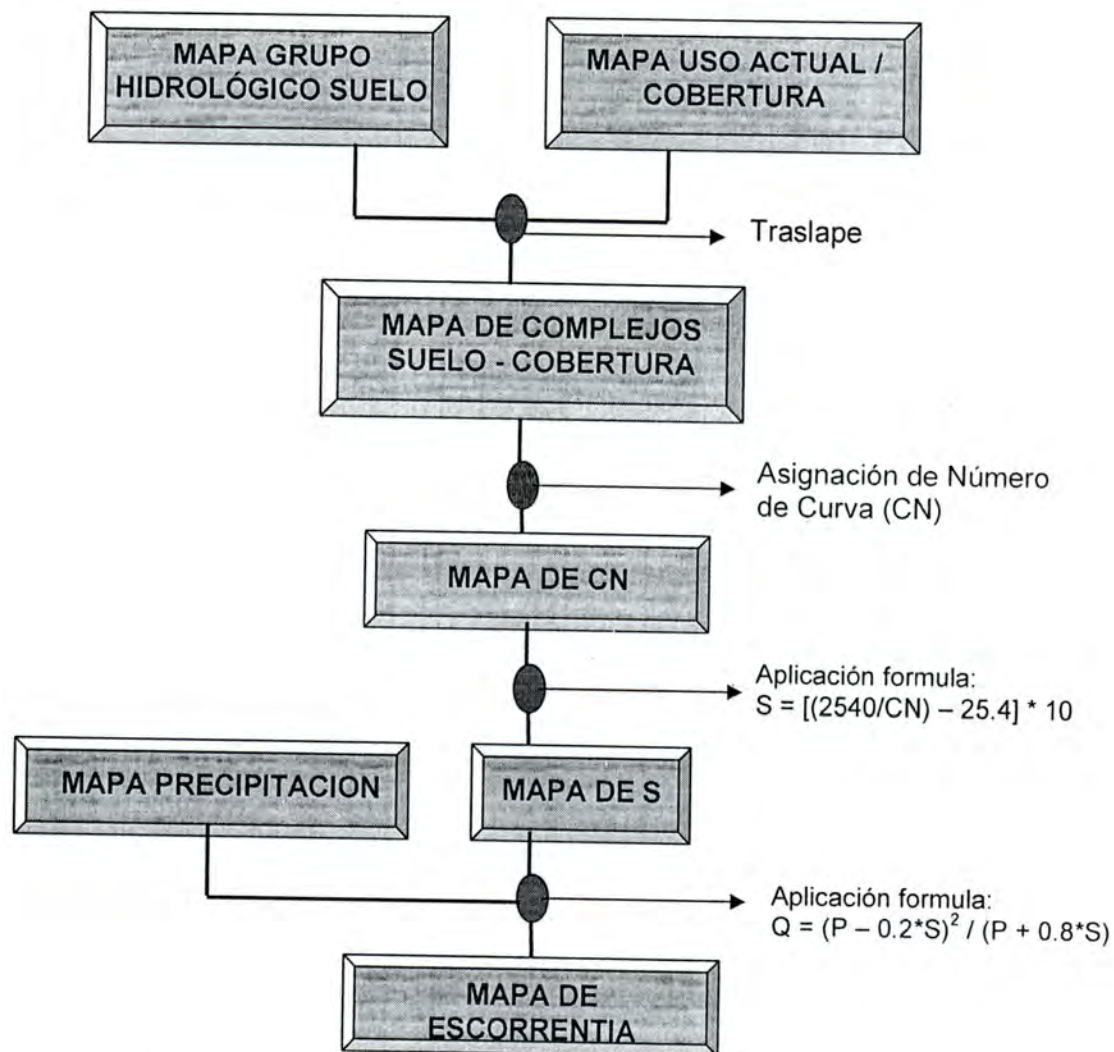 MAPA GRUPO
HIDROLÓGICO SUELO
MAPA USO ACTUAL /
COBERTURA
Traslape
MAPA DE COMPLEJOS
SUELO - COBERTURA
Asignación de Número
de Curva (CN)
MAPA DE CN
Aplicación formula:
S = [(2540/CN) – 25.4] * 10
MAPA PRECIPITACION
MAPA DE S
Aplicación formula:
Q = (P – 0.2*S)² / (P + 0.8*S)
MAPA DE
ESCORRENTIA